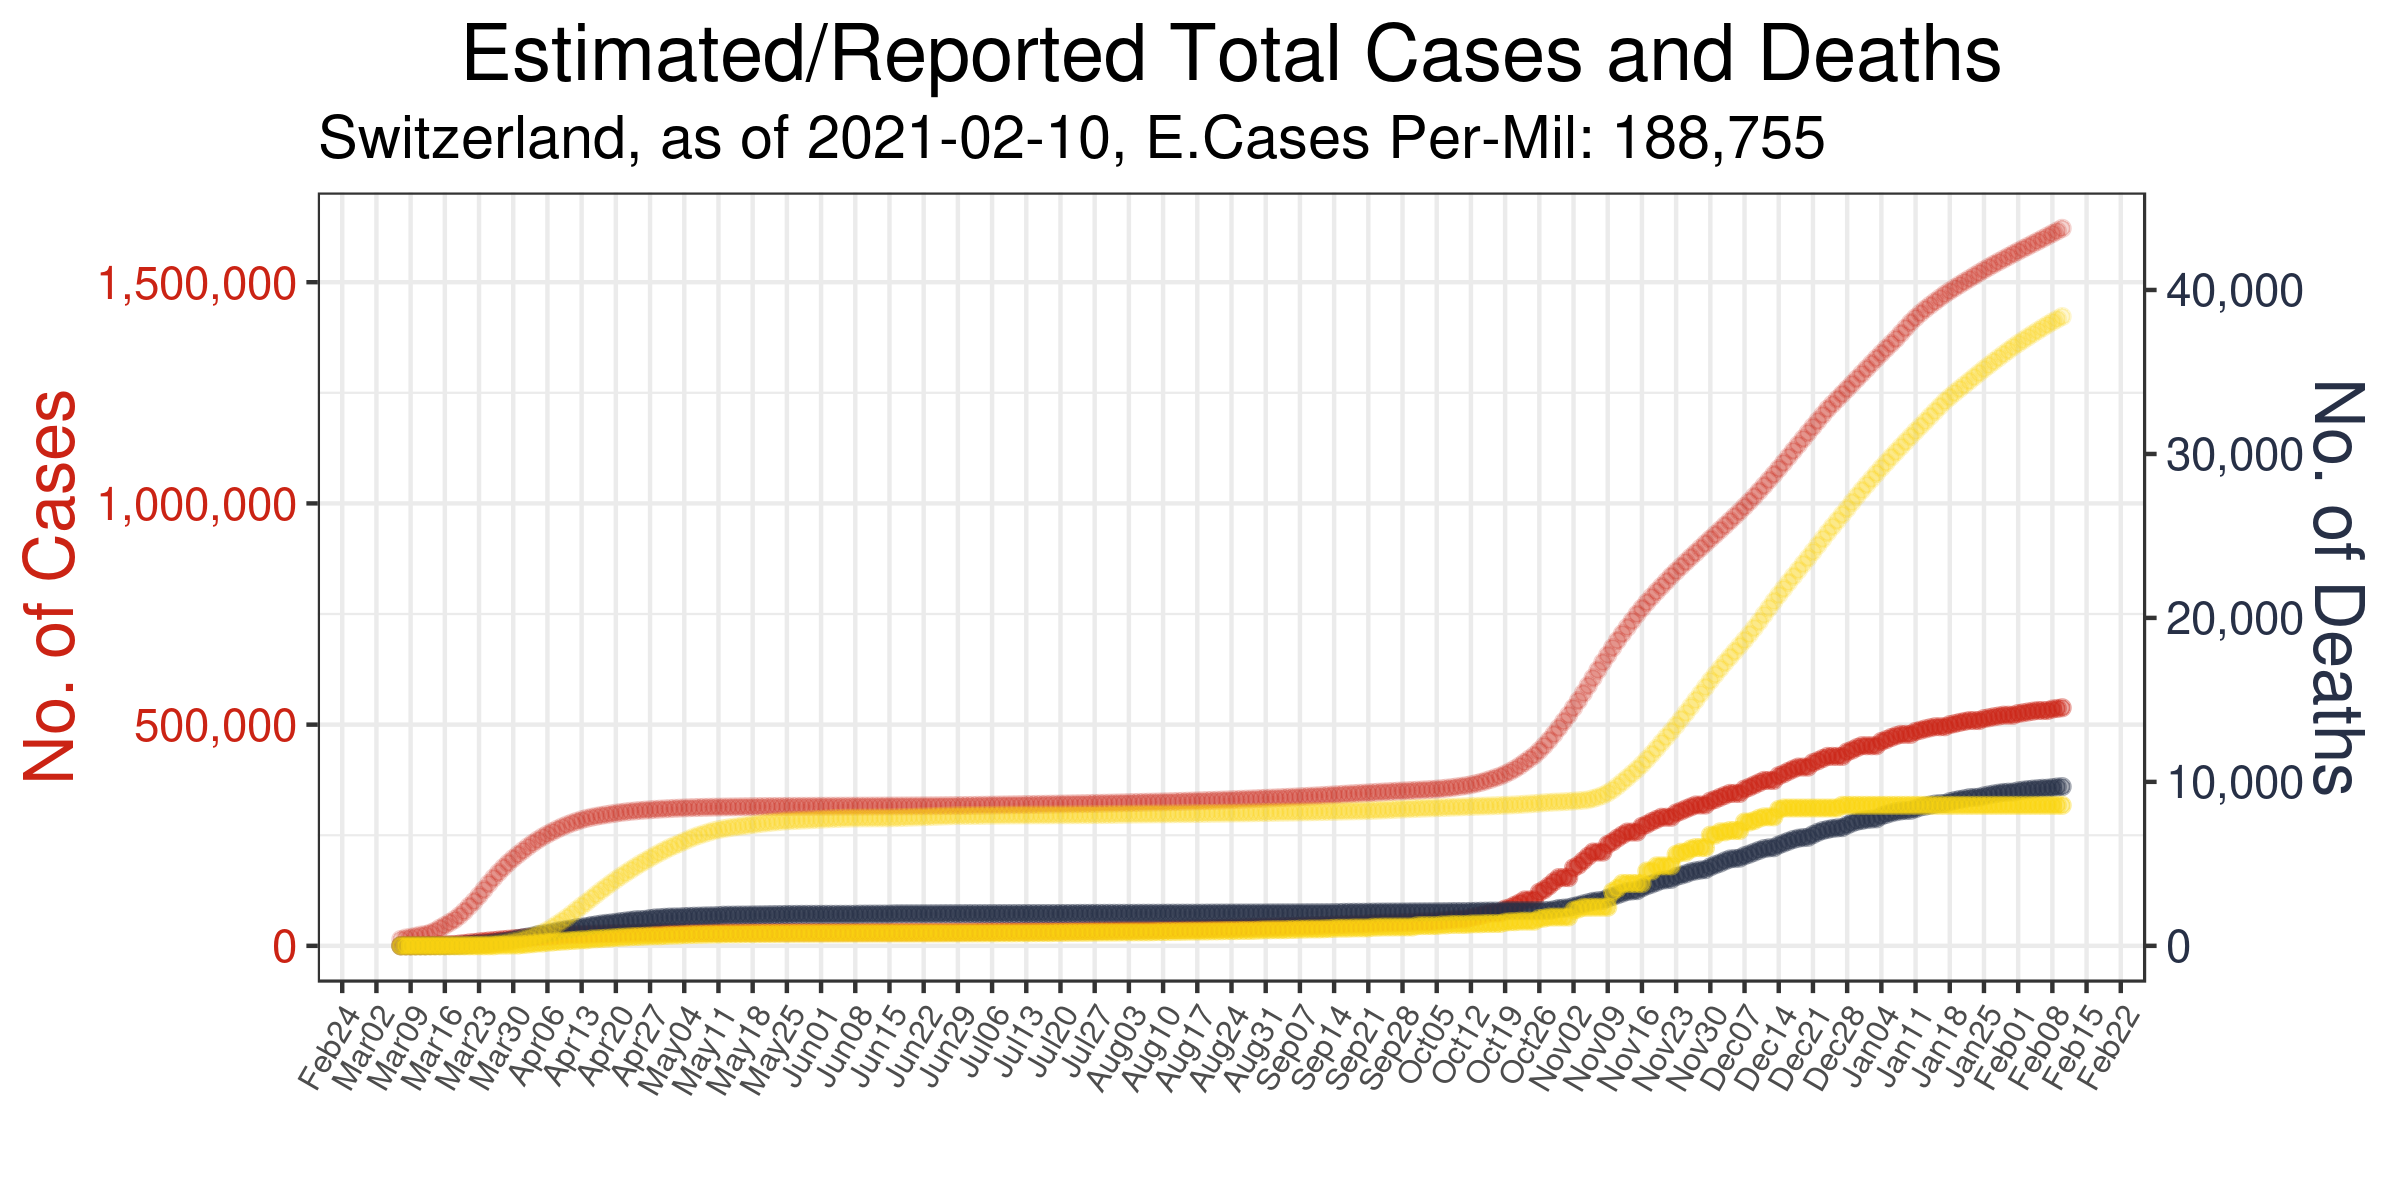 Estimated/Reported Total Cases and Deaths
Switzerland, as of 2021-02-10, E.Cases Per-Mil: 188,755
No. of Cases
1,500,000
1,000,000
500,000
0
40,000
30,000
20,000
10,000
0
No. of Deaths
Feb24
Mar02
Mar09
Mar16
Mar23
Mar30
Apr06
Apr13
Apr20
Apr27
May04
May11
May18
May25
Jun01
Jun08
Jun15
Jun22
Jun29
Jul06
Jul13
Jul20
Jul27
Aug03
Aug10
Aug17
Aug24
Aug31
Sep07
Sep14
Sep21
Sep28
Oct05
Oct12
Oct19
Oct26
Nov02
Nov09
Nov16
Nov23
Nov30
Dec07
Dec14
Dec21
Dec28
Jan04
Jan11
Jan18
Jan25
Feb01
Feb08
Feb15
Feb22